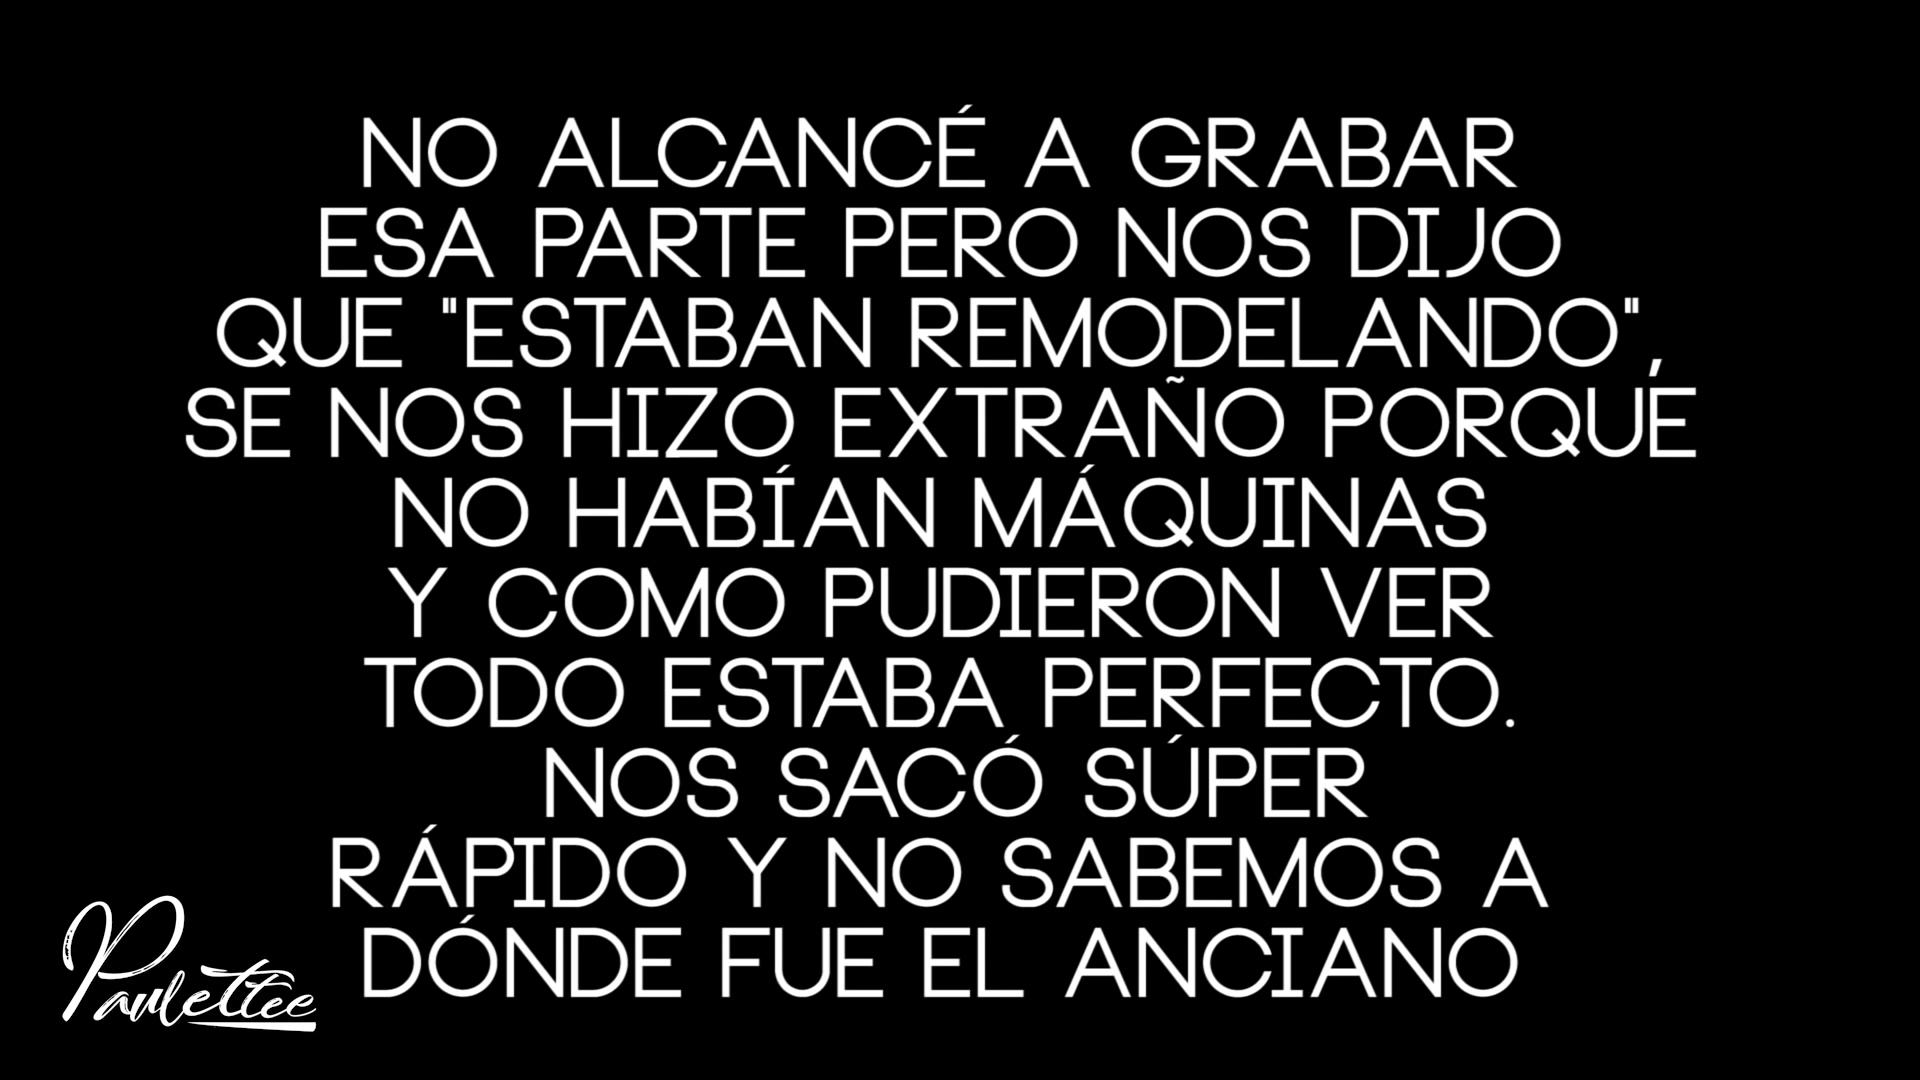 NO ALCANCÉ A GRABAR
ESA PARTE PERO NOS DIJO
QUE "ESTABAN REMODELANDO",
SE NOS HIZO EXTRAÑO PORQUE
NO HABÍAN MÁQUINAS
Y COMO PUDIERON VER
TODO ESTABA PERFECTO.
NOS SACÓ SÚPER
RÁPIDO Y NO SABEMOS A
DÓNDE FUE EL ANCIANO
Paulettee